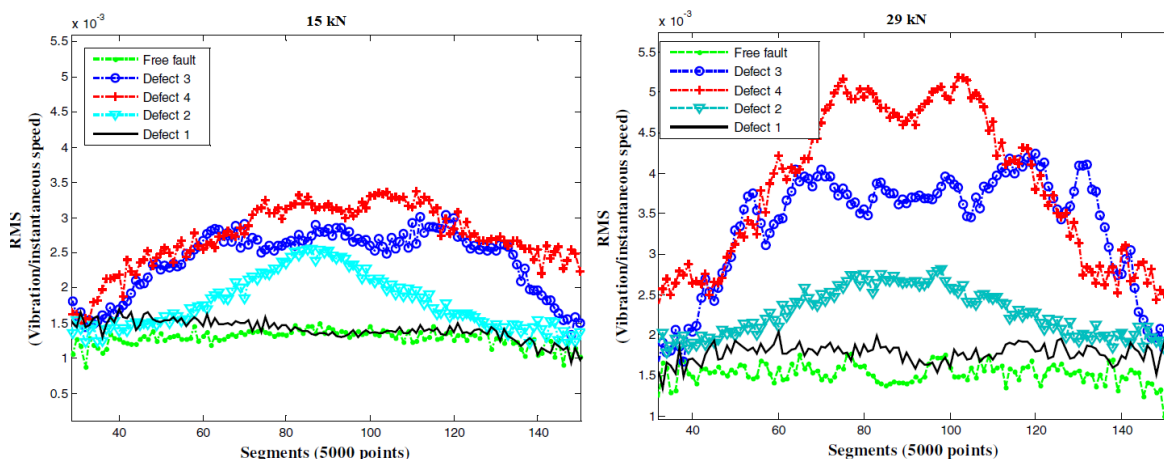 15 kN
x 10⁻³
5.5
5
4.5
4
3.5
3
2.5
2
1.5
1
0.5
RMS
(Vibration/instantaneous speed)
Free fault
Defect 3
Defect 4
Defect 2
Defect 1
40 60 80 100 120 140
Segments (5000 points)
29 kN
x 10⁻³
5.5
5
4.5
4
3.5
3
2.5
2
1.5
1
RMS
(Vibration/instantaneous speed)
Free fault
Defect 3
Defect 4
Defect 2
Defect 1
40 60 80 100 120 140
Segments (5000 points)